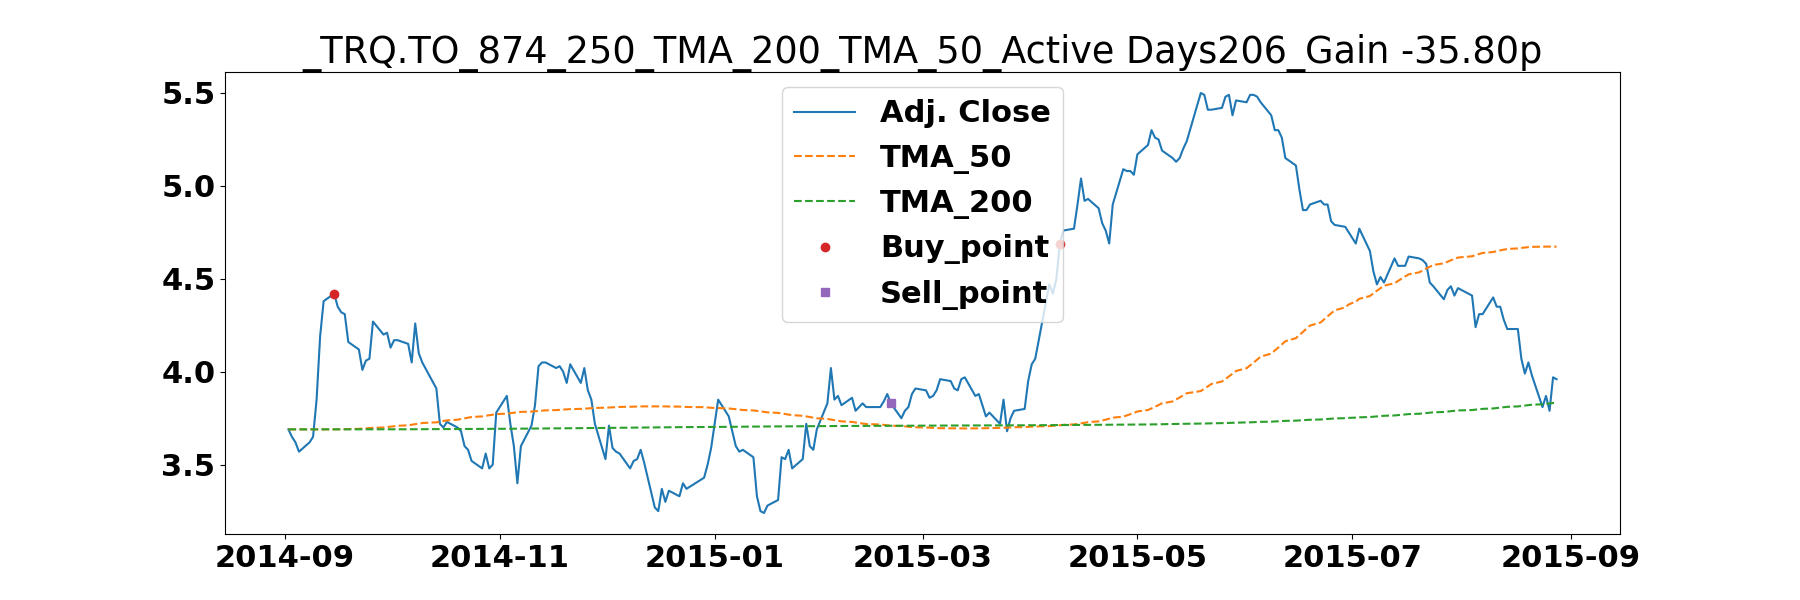 _TRQ.TO_874_250_TMA_200_TMA_50_Active Days206_Gain -35.80p
5.5
5.0
4.5
4.0
3.5
Adj. Close
TMA_50
TMA_200
Buy_point
Sell_point
2014-09 2014-11 2015-01 2015-03 2015-05 2015-07 2015-09